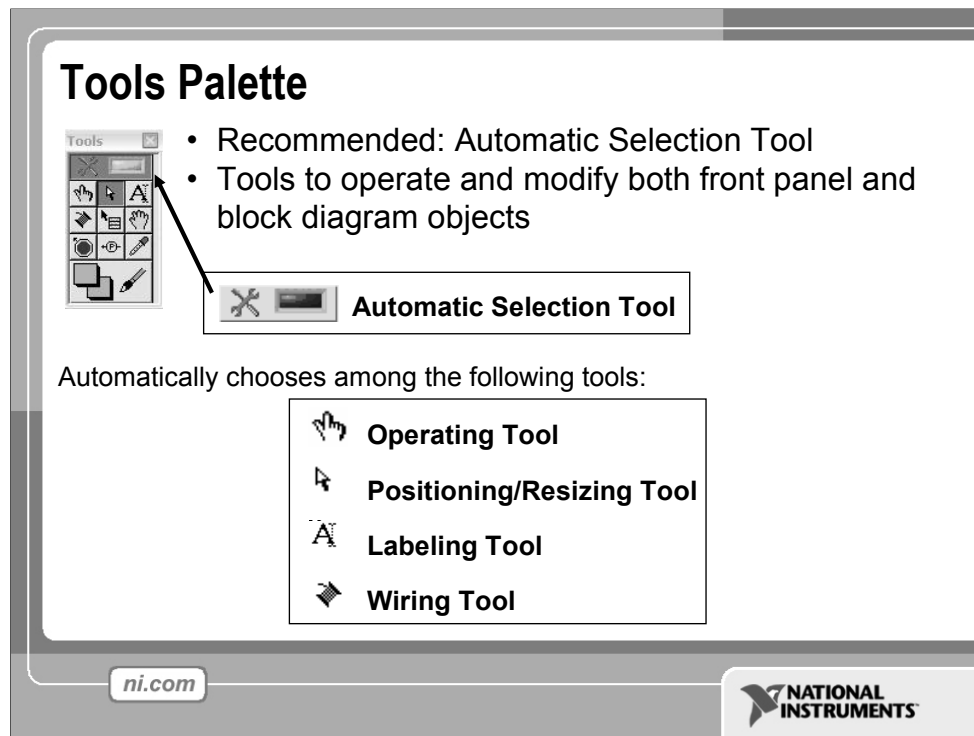 Tools Palette
Tools
• Recommended: Automatic Selection Tool
• Tools to operate and modify both front panel and
block diagram objects
Automatic Selection Tool
Automatically chooses among the following tools:
Operating Tool
Positioning/Resizing Tool
A Labeling Tool
Wiring Tool
ni.com
NATIONAL
INSTRUMENTS